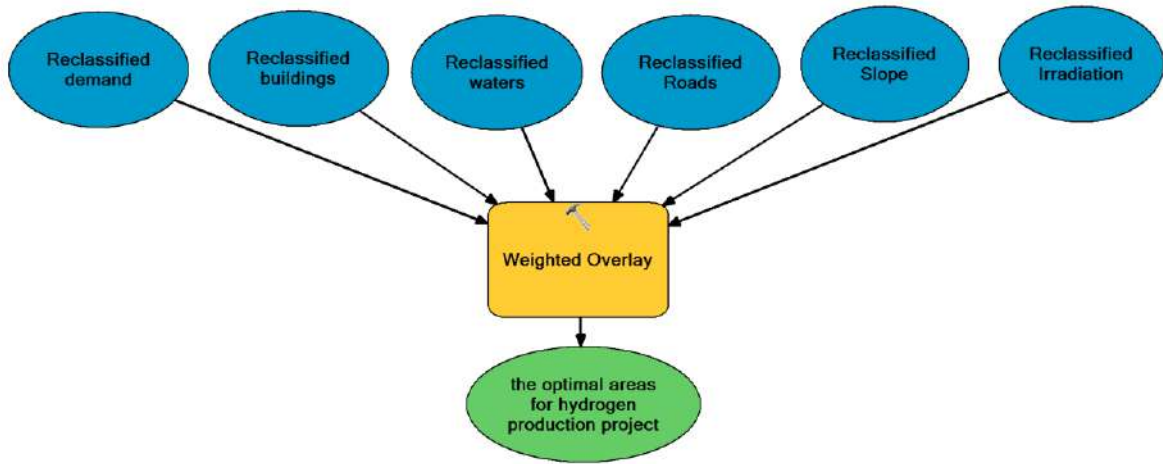 Reclassified
demand
Reclassified
buildings
Reclassified
waters
Reclassified
Roads
Reclassified
Slope
Reclassified
Irradiation
Weighted Overlay
the optimal areas
for hydrogen
production project